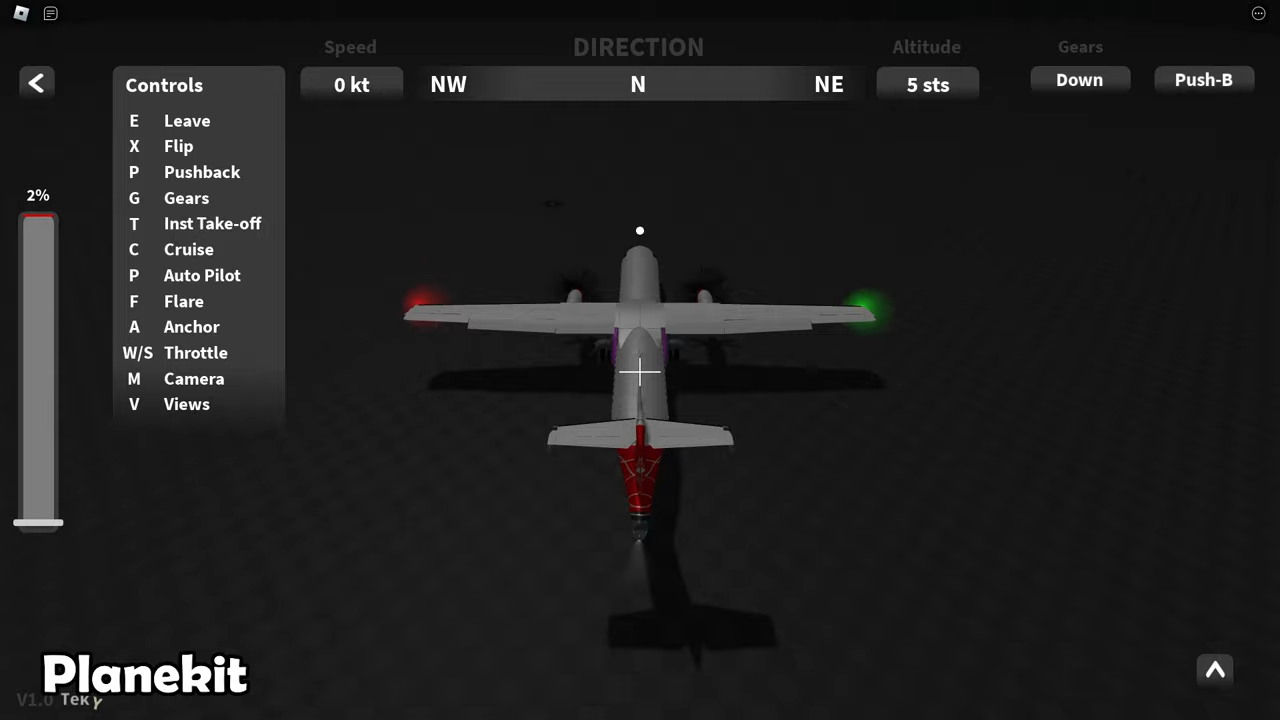 Speed
DIRECTION
Altitude
Gears
0 kt
NW
N
NE
5 sts
Down
Push-B
Controls
E Leave
X Flip
P Pushback
G Gears
T Inst Take-off
C Cruise
P Auto Pilot
F Flare
A Anchor
W/S Throttle
M Camera
V Views
2%
Planekit
V1.0 Теку